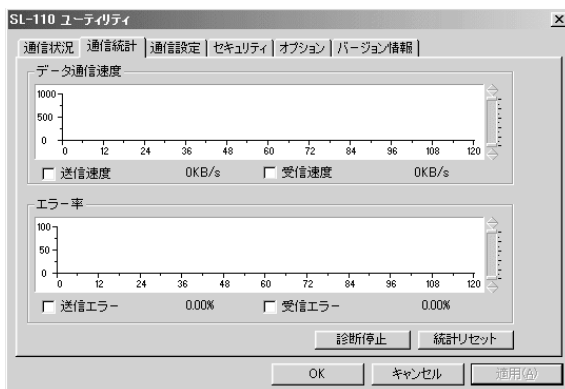 SL-110 ユーティリティ
通信状況 通信統計 通信設定 セキュリティ オプション バージョン情報
データ通信速度
1000
500
0
0 12 24 36 48 60 72 84 96 108 120
送信速度 0KB/s 受信速度 0KB/s
エラー率
100
50
0
0 12 24 36 48 60 72 84 96 108 120
送信エラー 0.00% 受信エラー 0.00%
診断停止 統計リセット
OK キャンセル 適用(A)